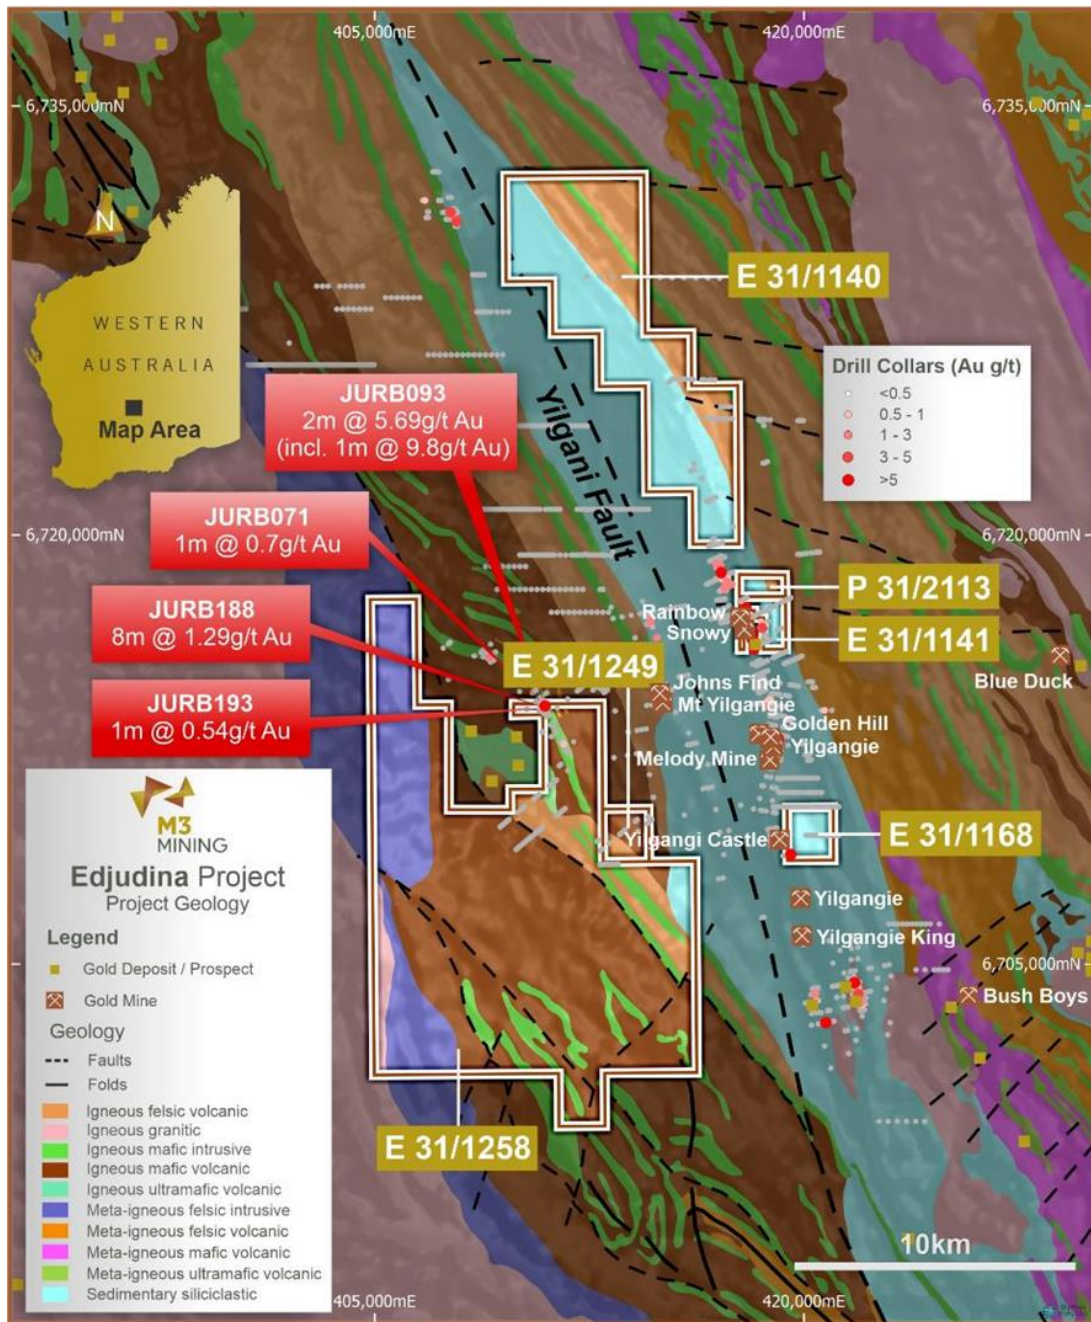 405,000mE
420,000mE
6,735,000mN
6,735,000mN
N
WESTERN
AUSTRALIA
Map Area
E 31/1140
Drill Collars (Au g/t)
<0.5
0.5 - 1
1 - 3
3 - 5
>5
JURB093
2m @ 5.69g/t Au
(incl. 1m @ 9.8g/t Au)
Yilgani Fault
JURB071
1m @ 0.7g/t Au
6,720,000mN
6,720,000mN
P 31/2113
JURB188
8m @ 1.29g/t Au
Rainbow
Snowy
E 31/1141
E 31/1249
Blue Duck
JURB193
1m @ 0.54g/t Au
Johns Find
Mt Yilgangie
Golden Hill
Yilgangie
Melody Mine
Yilgangi Castle
E 31/1168
Yilgangie
Yilgangie King
6,705,000mN
Bush Boys
M3
MINING
Edjudina Project
Project Geology
Legend
Gold Deposit / Prospect
Gold Mine
Geology
Faults
Folds
Igneous felsic volcanic
Igneous granitic
Igneous mafic intrusive
Igneous mafic volcanic
Igneous ultramafic volcanic
Meta-igneous felsic intrusive
Meta-igneous felsic volcanic
Meta-igneous mafic volcanic
Meta-igneous ultramafic volcanic
Sedimentary siliciclastic
E 31/1258
10km
405,000mE
420,000mE